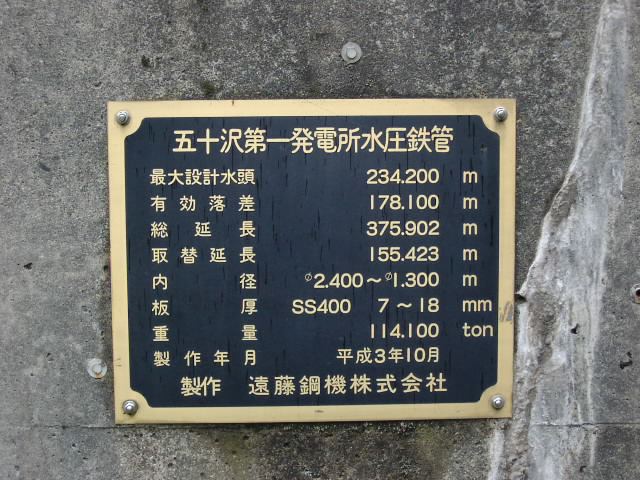 五十沢第一発電所水圧鉄管
最大設計水頭 234.200 m
有効落差 178.100 m
総延長 375.902 m
取替延長 155.423 m
内径 φ2.400～φ1.300 m
板厚 SS400 7～18 mm
重量 114.100 ton
製作年月 平成3年10月
製作 遠藤鋼機株式会社